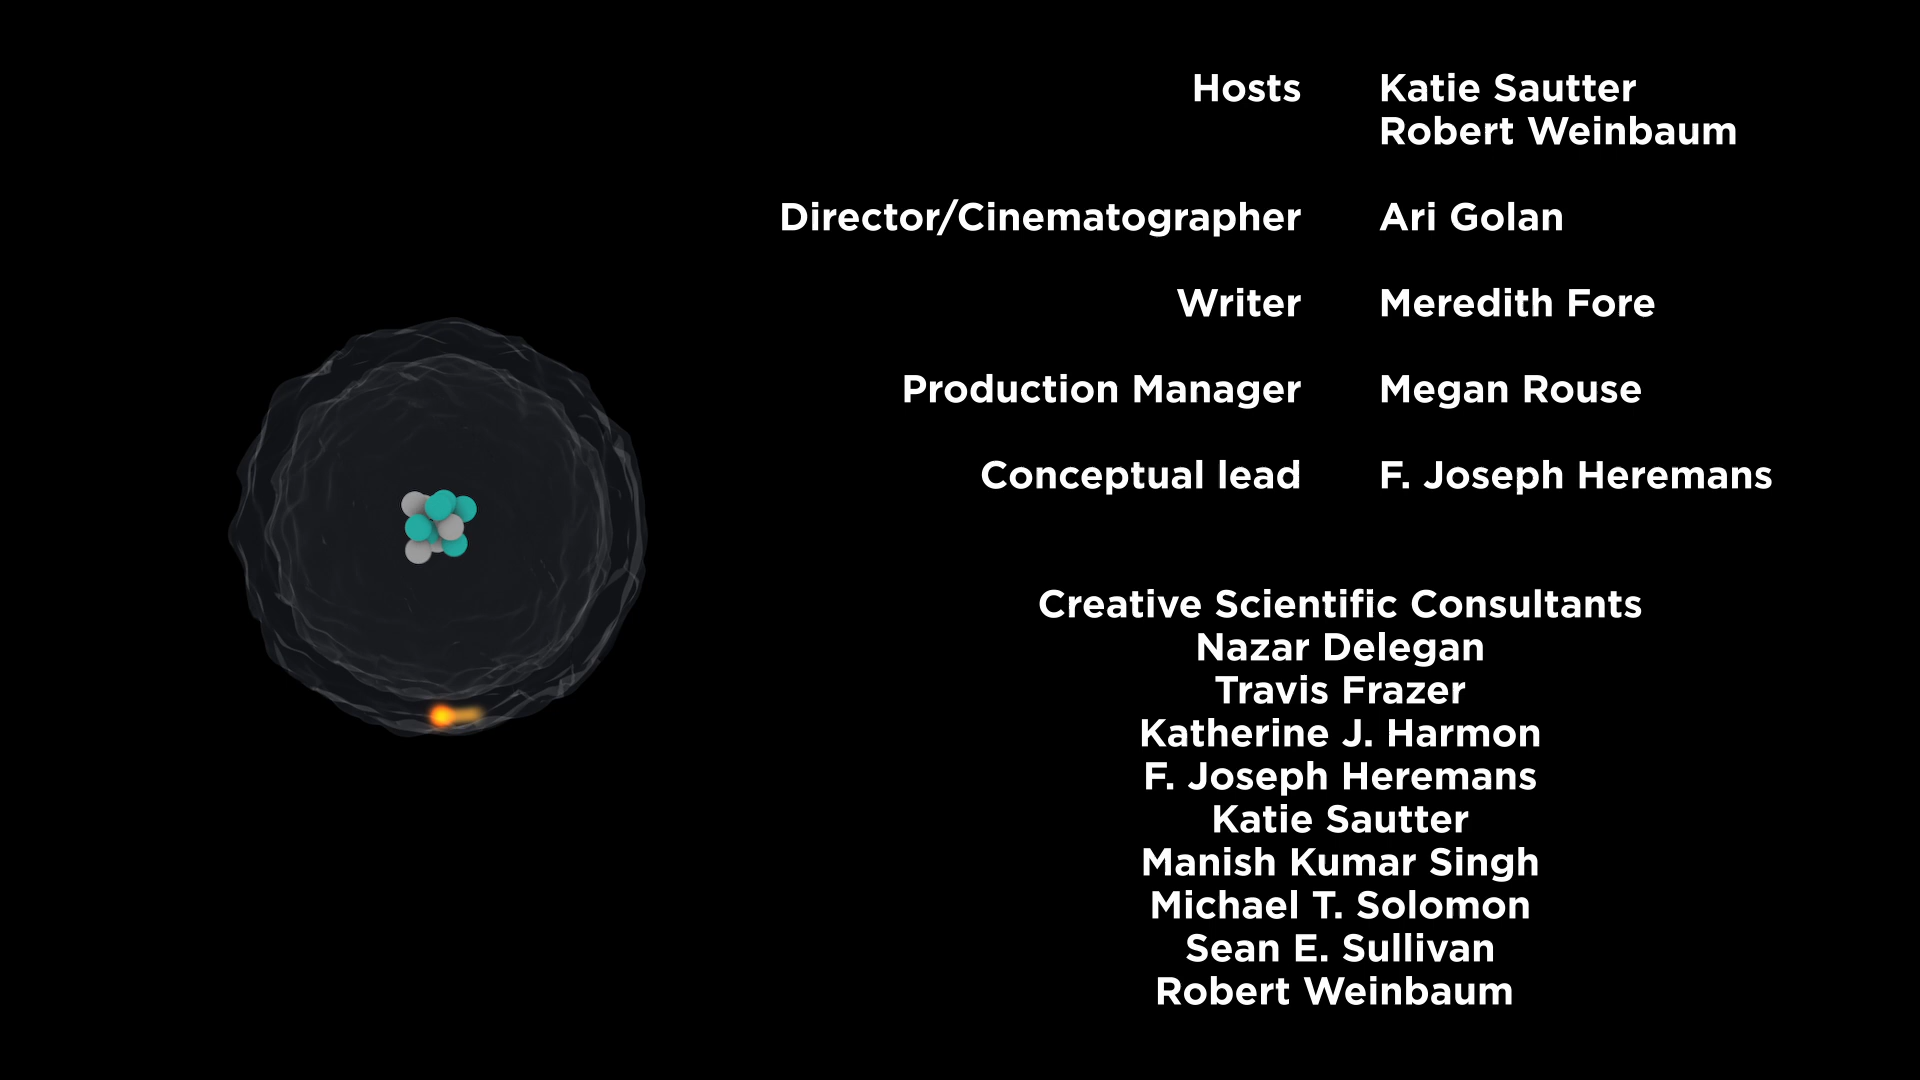 Hosts Katie Sautter
Robert Weinbaum
Director/Cinematographer Ari Golan
Writer Meredith Fore
Production Manager Megan Rouse
Conceptual lead F. Joseph Heremans
Creative Scientific Consultants
Nazar Delegan
Travis Frazer
Katherine J. Harmon
F. Joseph Heremans
Katie Sautter
Manish Kumar Singh
Michael T. Solomon
Sean E. Sullivan
Robert Weinbaum